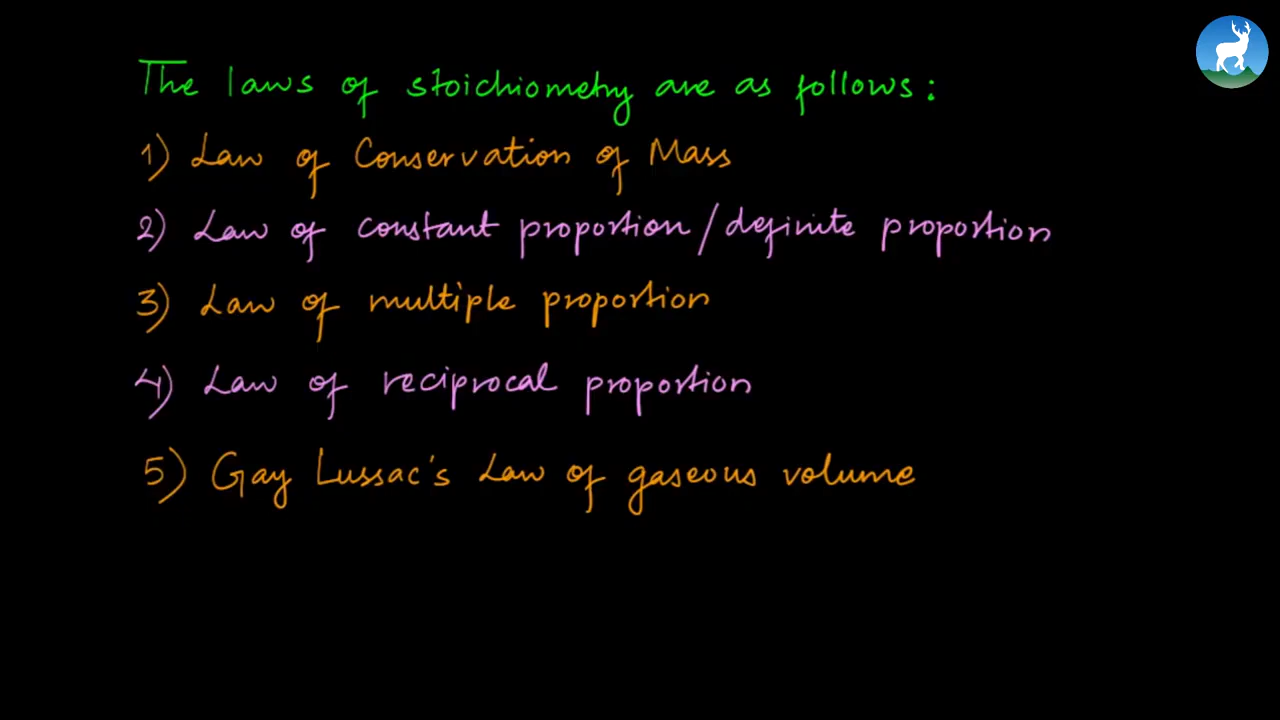 The laws of stoichiometry are as follows:
1) Law of Conservation of Mass
2) Law of constant proportion/definite proportion
3) Law of multiple proportion
4) Law of reciprocal proportion
5) Gay Lussac's Law of gaseous volume